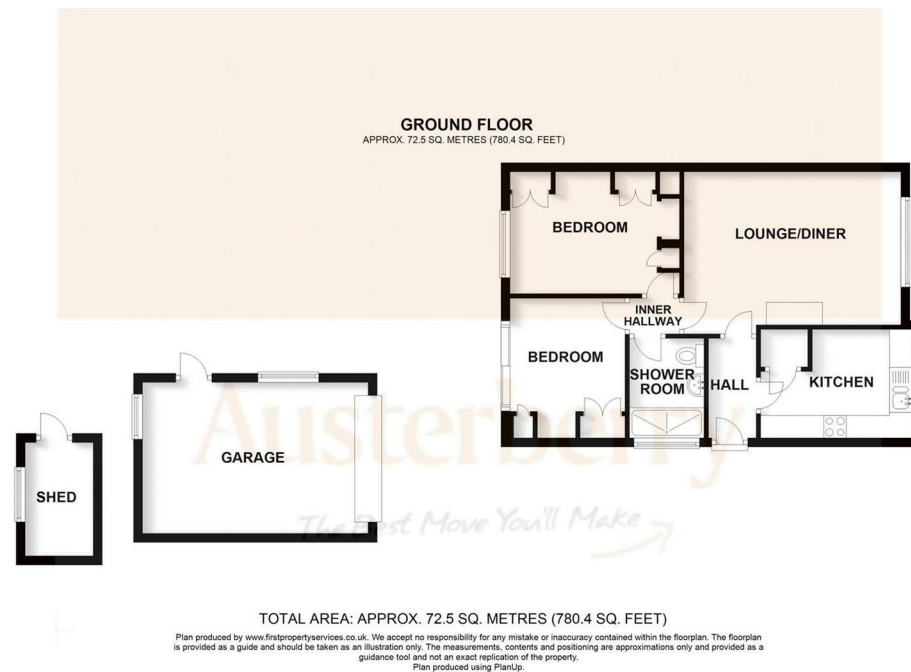 GROUND FLOOR
APPROX. 72.5 SQ. METRES (780.4 SQ. FEET)
BEDROOM
LOUNGE/DINER
INNER
HALLWAY
BEDROOM
SHOWER
ROOM
HALL
KITCHEN
Austerberry
GARAGE
SHED
The Best Move You'll Make
TOTAL AREA: APPROX. 72.5 SQ. METRES (780.4 SQ. FEET)
Plan produced by www.firstpropertyservices.co.uk. We accept no responsibility for any mistake or inaccuracy contained within the floorplan. The floorplan
is provided as a guide and should be taken as an illustration only. The measurements, contents and positioning are approximations only and provided as a
guidance tool and not an exact replication of the property.
Plan produced using PlanUp.